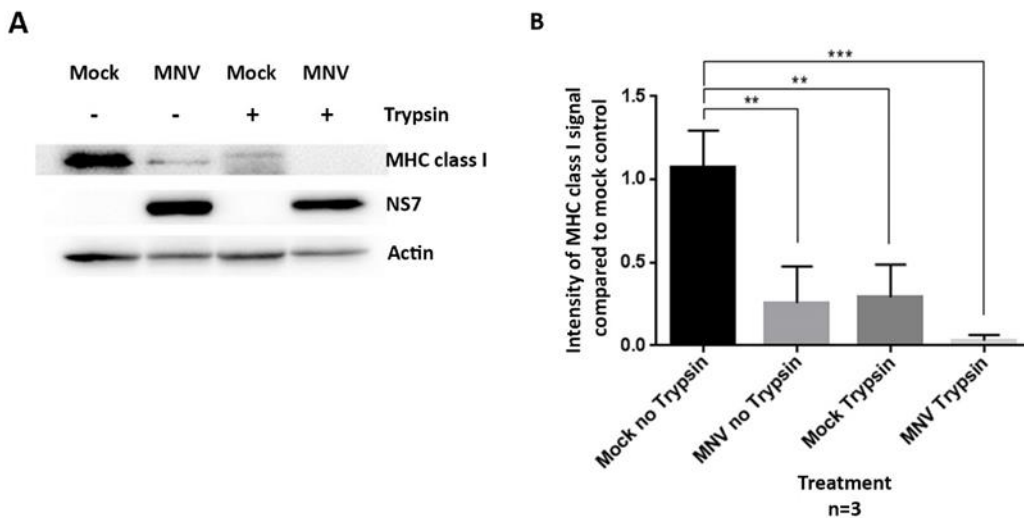 A
Mock MNV Mock MNV
- - + + Trypsin
MHC class I
NS7
Actin
B
***
**
**
Intensity of MHC class I signal
compared to mock control
1.5
1.0
0.5
0.0
Mock no Trypsin
MNV no Trypsin
Mock Trypsin
MNV Trypsin
Treatment
n=3